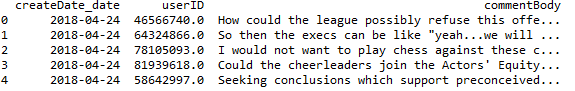 createDate_date userID commentBody
0 2018-04-24 46566740.0 How could the league possibly refuse this offe...
1 2018-04-24 64324866.0 So then the execs can be like "yeah...we will ...
2 2018-04-24 78105093.0 I would not want to play chess against these c...
3 2018-04-24 81939618.0 Could the cheerleaders join the Actors' Equity...
4 2018-04-24 58642997.0 Seeking conclusions which support preconceived...